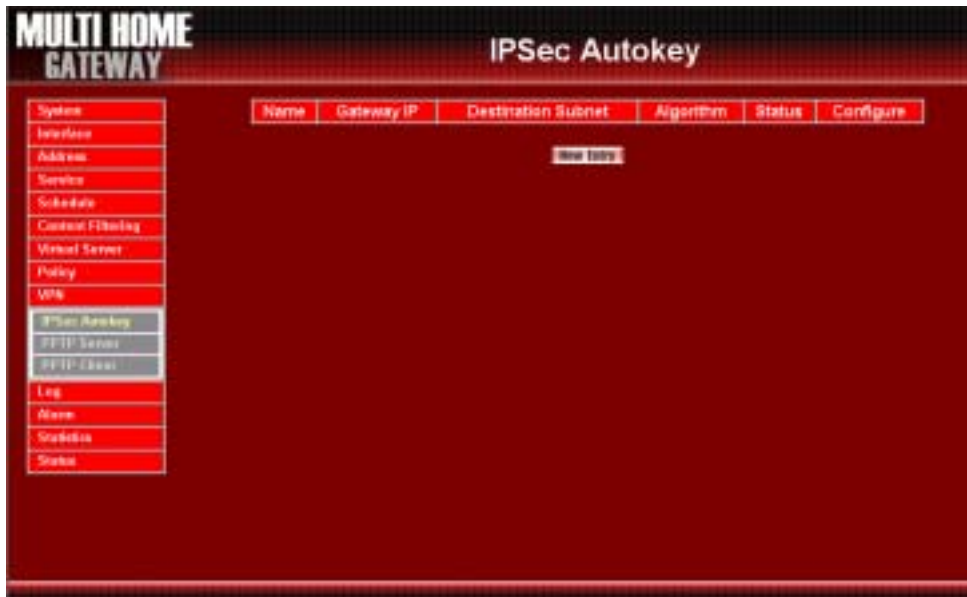 MULTI HOME
GATEWAY
IPSec Autokey
System
Interface
Address
Service
Schedule
Content Filtering
Virtual Server
Policy
VPN
IPSec Autokey
PPTP Server
PPTP Client
Log
Alarm
Statistics
Status
Name Gateway IP Destination Subnet Algorithm Status Configure
New Entry